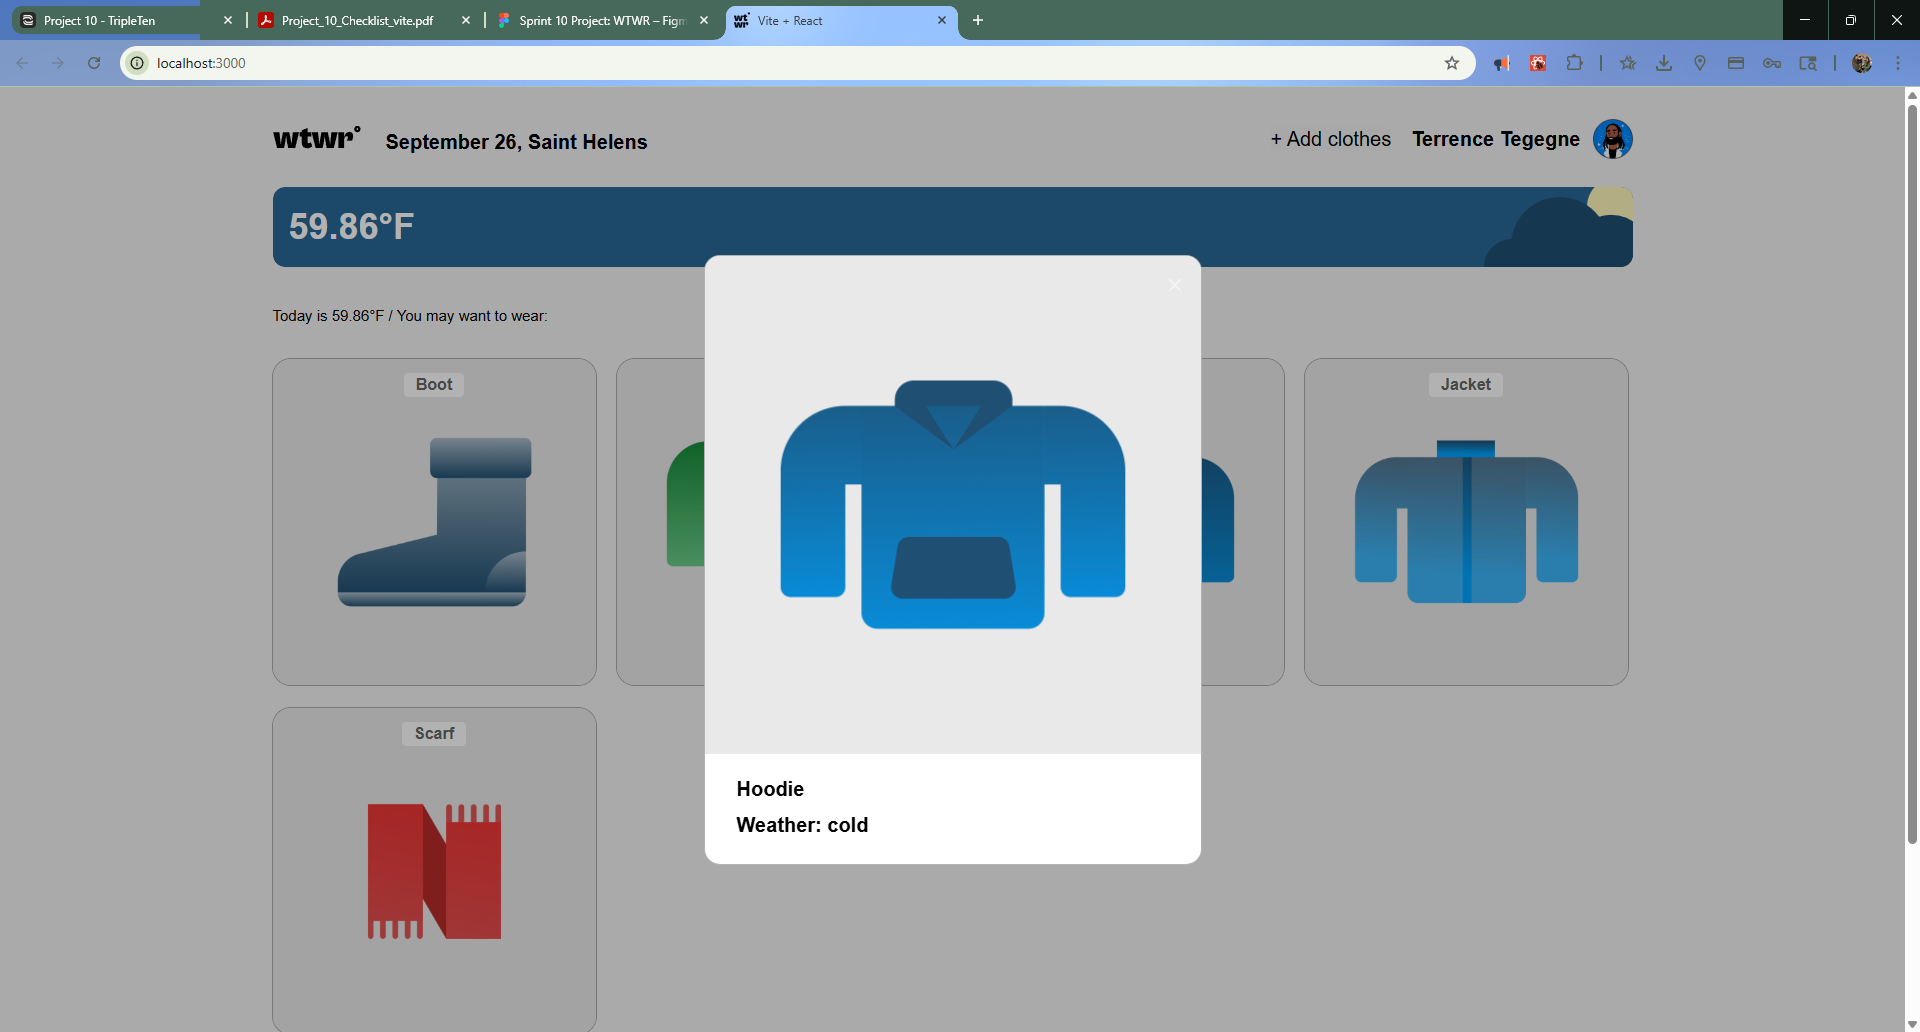 Project 10 - TripleTen
Project_10_Checklist_vite.pdf
Sprint 10 Project: WTWR – Figm
Vite + React
localhost:3000
wtwr°
September 26, Saint Helens
+ Add clothes
Terrence Tegegne
59.86°F
Today is 59.86°F / You may want to wear:
Boot
Jacket
Scarf
Hoodie
Weather: cold